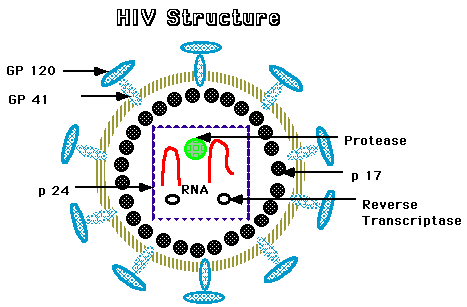 HIV Structure
GP 120
GP 41
Protease
p 24
RNA
p 17
Reverse
Transcriptase